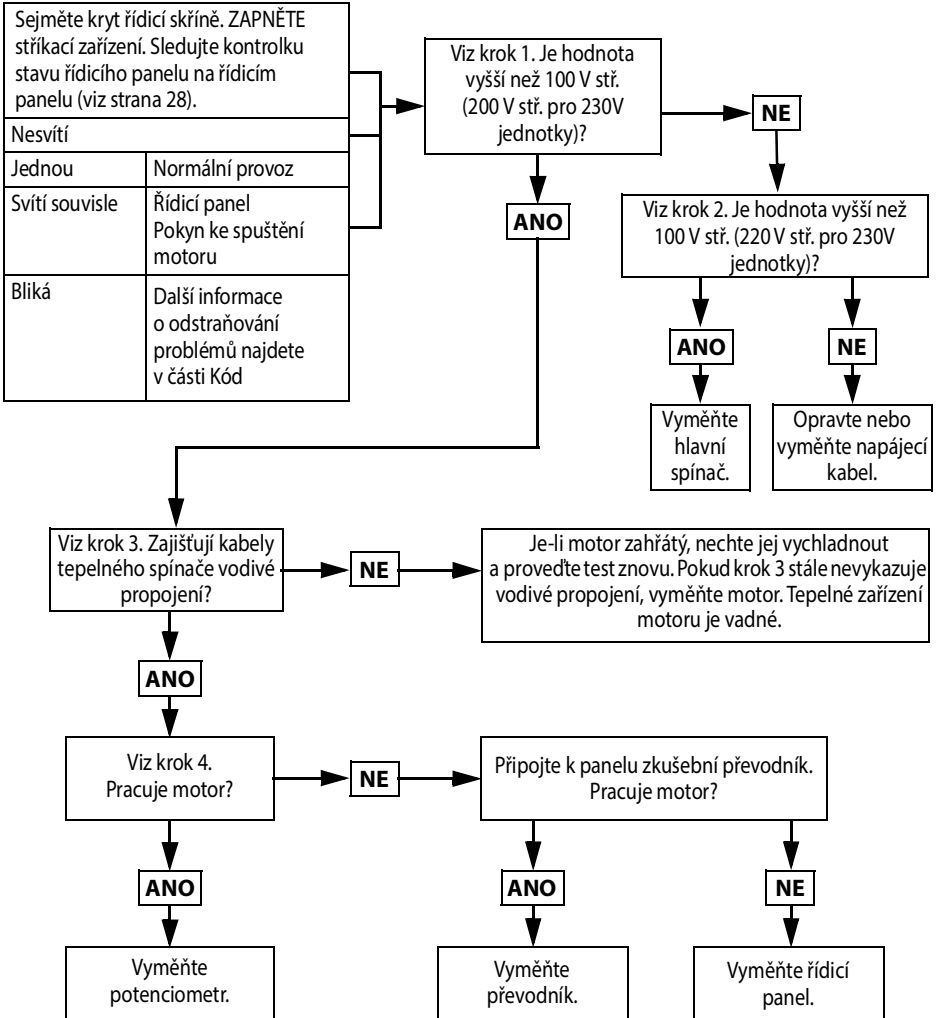 Sejměte kryt řídicí skříně. ZAPNĚTE
stříkací zařízení. Sledujte kontrolku
stavu řídicího panelu na řídicím
panelu (viz strana 28).
Nesvítí
Jednou
Normální provoz
Svítí souvisle
Řídicí panel
Pokyn ke spuštění
motoru
Bliká
Další informace
o odstraňování
problémů najdete
v části Kód
Viz krok 1. Je hodnota
vyšší než 100 V stř.
(200 V stř. pro 230V
jednotky)?
NE
ANO
Viz krok 2. Je hodnota vyšší než
100 V stř. (220 V stř. pro 230V
jednotky)?
ANO
NE
Vyměňte
hlavní
spínač.
Opravte nebo
vyměňte napájecí
kabel.
Viz krok 3. Zajišťují kabely
tepelného spínače vodivé
propojení?
NE
Je-li motor zahřátý, nechte jej vychladnout
a proveďte test znovu. Pokud krok 3 stále nevykazuje
vodivé propojení, vyměňte motor. Tepelné zařízení
motoru je vadné.
ANO
Viz krok 4.
Pracuje motor?
NE
Připojte k panelu zkušební převodník.
Pracuje motor?
ANO
ANO
NE
Vyměňte
potenciometr.
Vyměňte
převodník.
Vyměňte řídicí
panel.